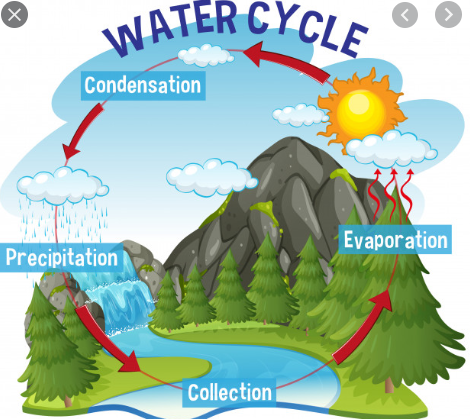 WATER CYCLE
Condensation
Precipitation
Evaporation
Collection